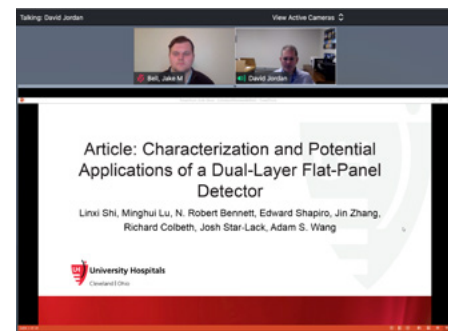 Talking: David Jordan
View Active Cameras
Bell, Jake M
David Jordan
Article: Characterization and Potential
Applications of a Dual-Layer Flat-Panel
Detector
Linxi Shi, Minghui Lu, N. Robert Bennett, Edward Shapiro, Jin Zhang,
Richard Colbeth, Josh Star-Lack, Adam S. Wang
University Hospitals
Cleveland | Ohio